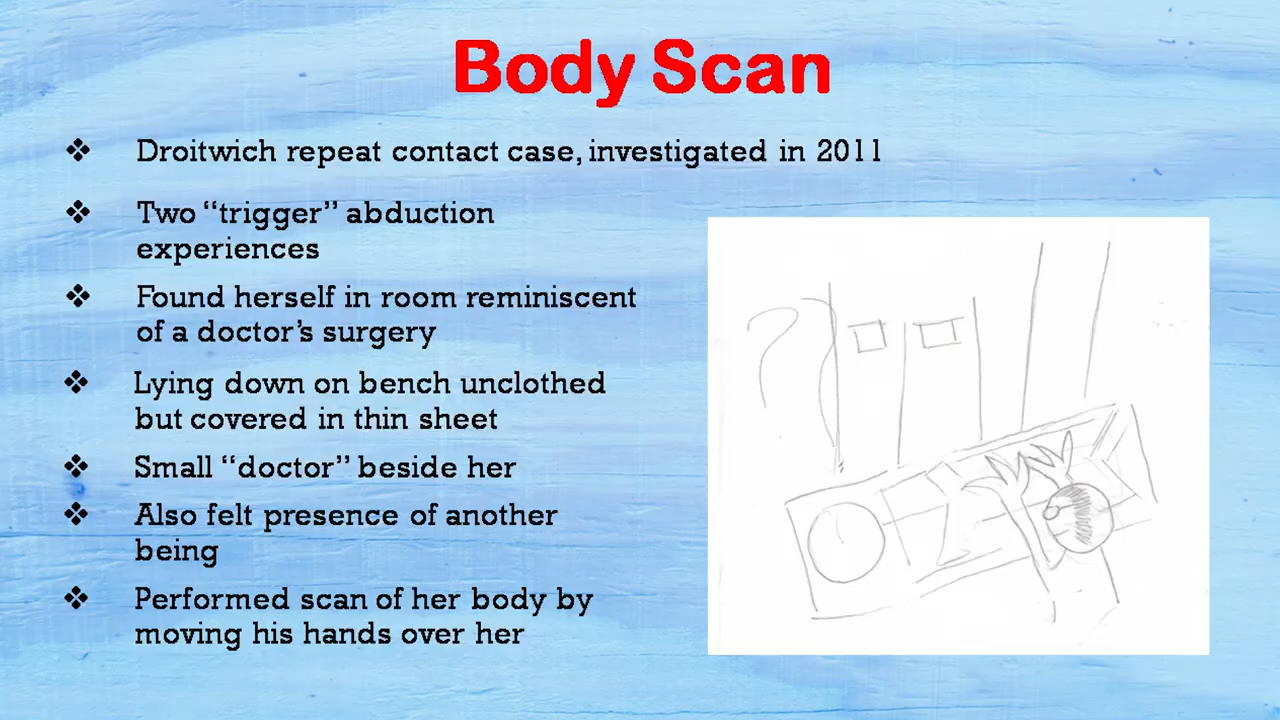 Body Scan
❖ Droitwich repeat contact case, investigated in 2011
❖ Two “trigger” abduction
experiences
❖ Found herself in room reminiscent
of a doctor’s surgery
❖ Lying down on bench unclothed
but covered in thin sheet
❖ Small “doctor” beside her
❖ Also felt presence of another
being
❖ Performed scan of her body by
moving his hands over her